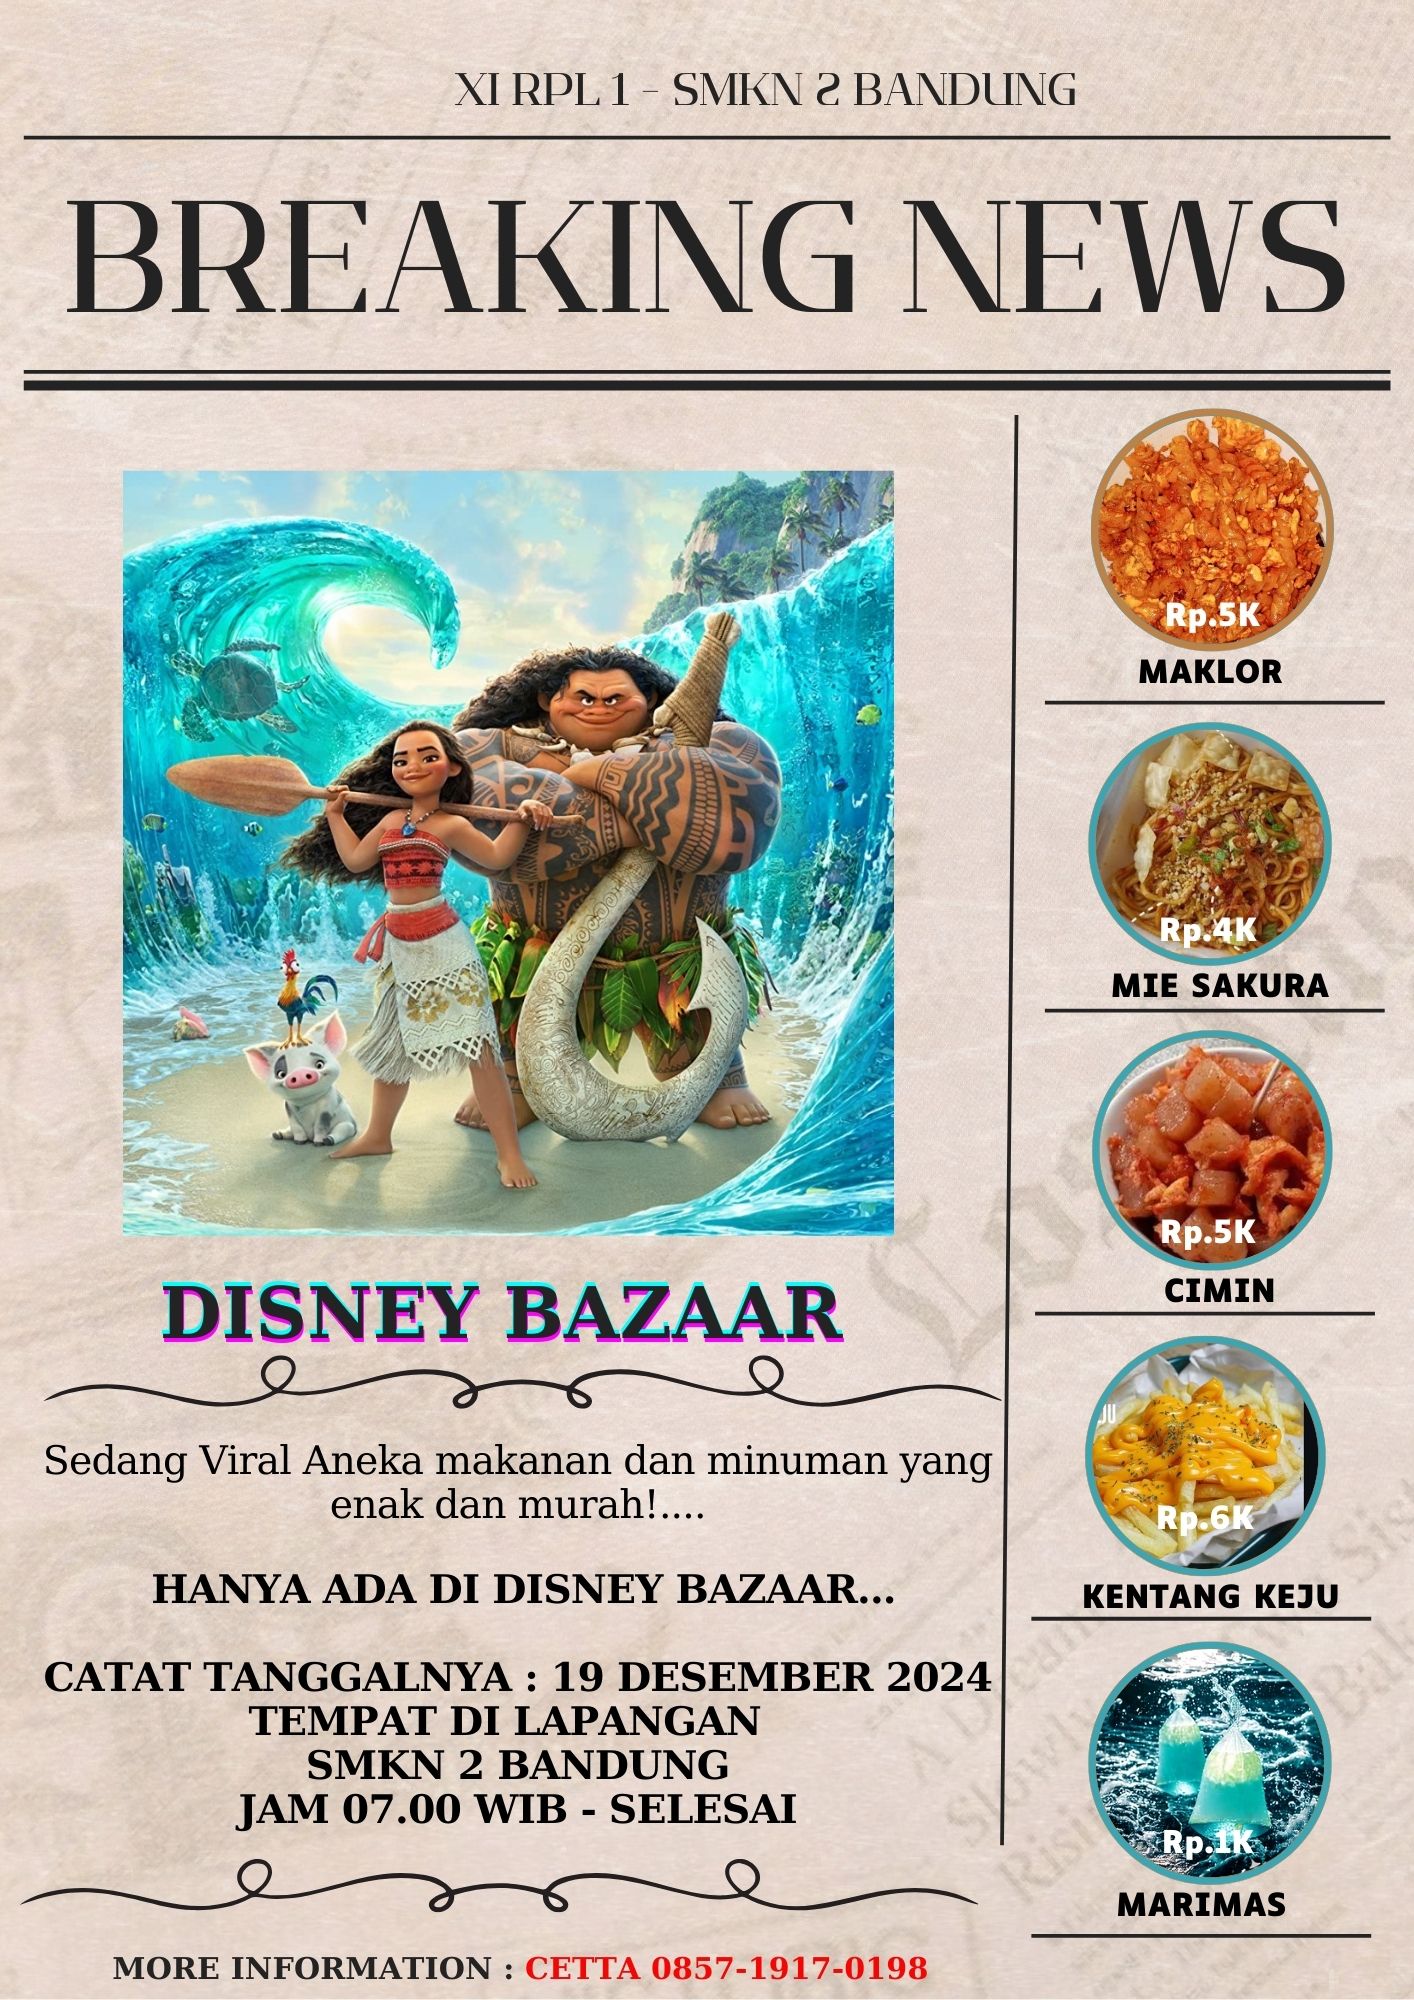 XI RPL 1 - SMKN 2 BANDUNG
BREAKING NEWS
DISNEY BAZAAR
Sedang Viral Aneka makanan dan minuman yang
enak dan murah!....
HANYA ADA DI DISNEY BAZAAR...
CATAT TANGGALNYA : 19 DESEMBER 2024
TEMPAT DI LAPANGAN
SMKN 2 BANDUNG
JAM 07.00 WIB - SELESAI
MORE INFORMATION : CETTA 0857-1917-0198
Rp.5K
MAKLOR
Rp.4K
MIE SAKURA
Rp.5K
CIMIN
Rp.6K
KENTANG KEJU
Rp.1K
MARIMAS